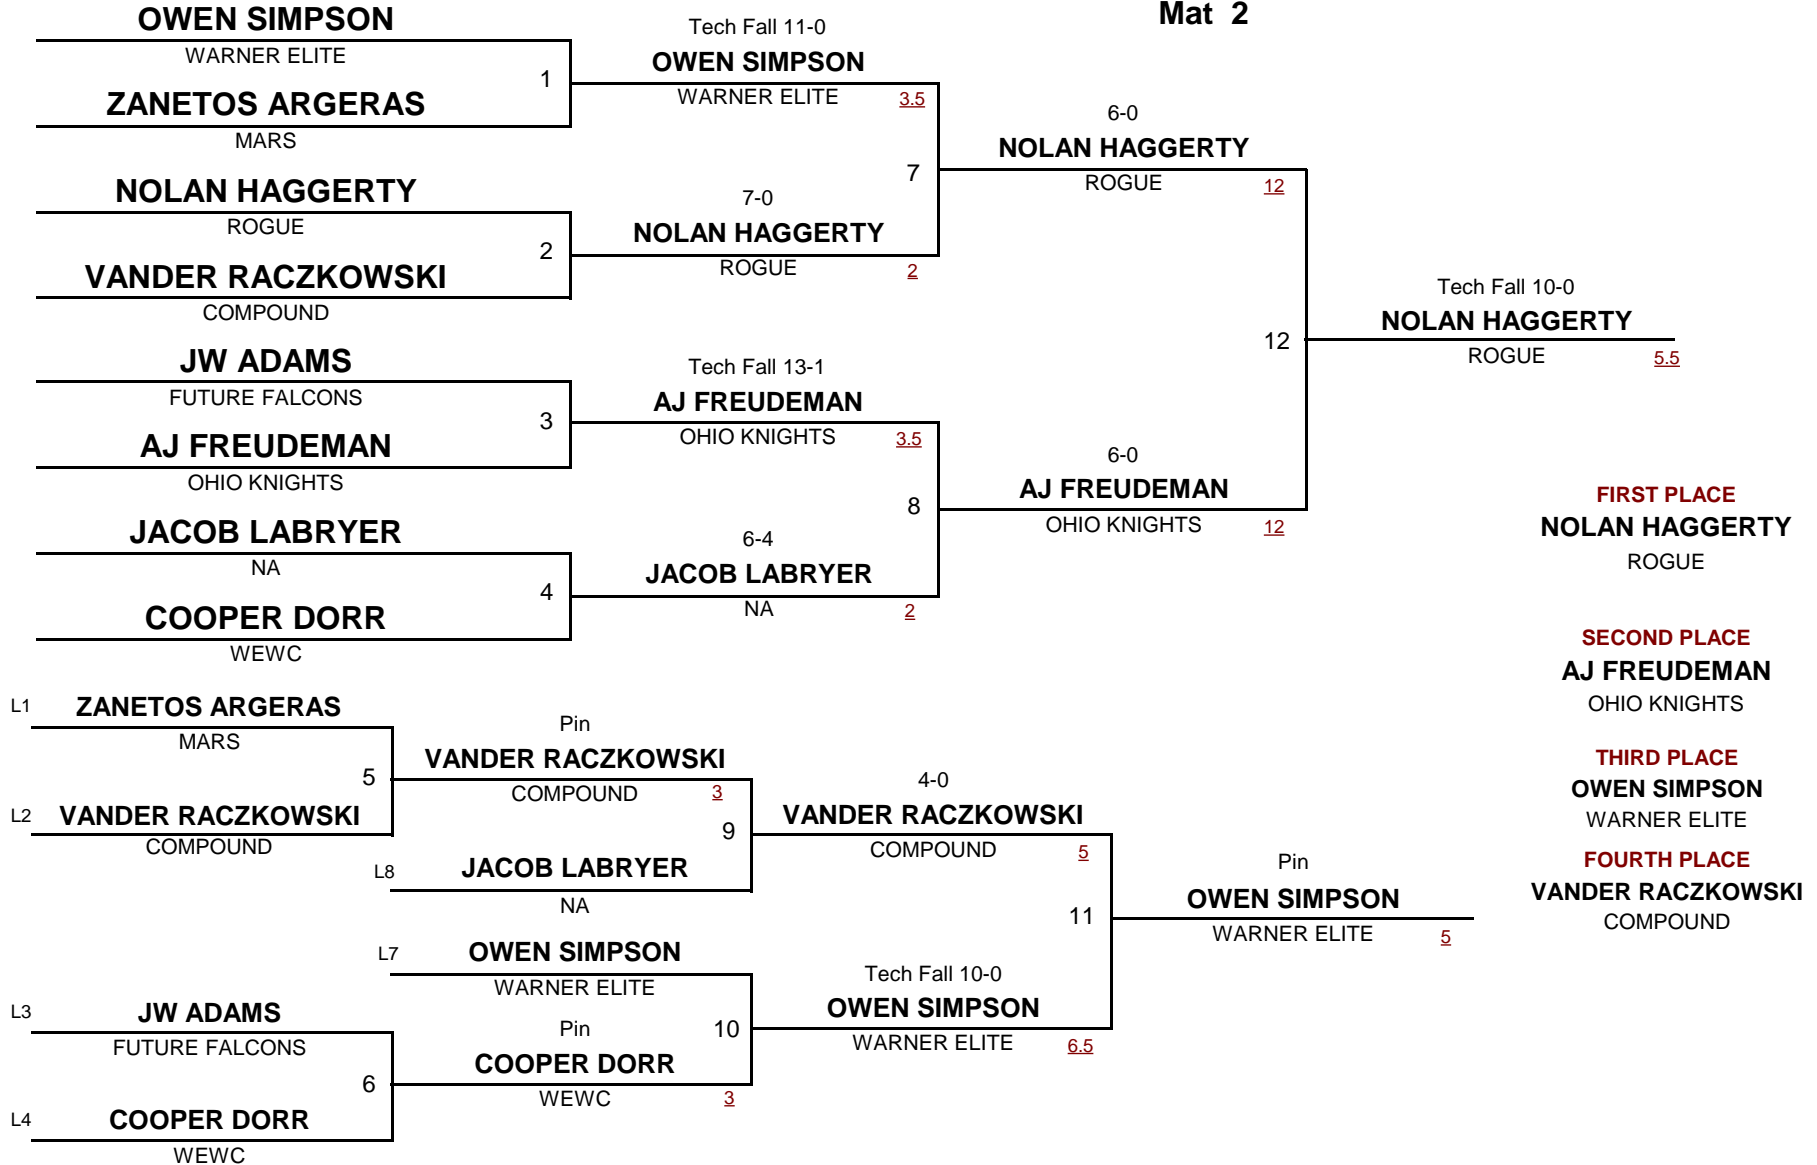 Mat 2
OWEN SIMPSON
WARNER ELITE
1
ZANETOS ARGERAS
MARS
NOLAN HAGGERTY
ROGUE
2
VANDER RACZKOWSKI
COMPOUND
JW ADAMS
FUTURE FALCONS
3
AJ FREUDEMAN
OHIO KNIGHTS
JACOB LABRYER
NA
4
COOPER DORR
WEWC
Tech Fall 11-0
OWEN SIMPSON
WARNER ELITE 3.5
7
7-0
NOLAN HAGGERTY
ROGUE 2
Tech Fall 13-1
AJ FREUDEMAN
OHIO KNIGHTS 3.5
8
6-4
JACOB LABRYER
NA 2
6-0
NOLAN HAGGERTY
ROGUE 12
12
6-0
AJ FREUDEMAN
OHIO KNIGHTS 12
Tech Fall 10-0
NOLAN HAGGERTY
ROGUE 5.5
L1 ZANETOS ARGERAS
MARS
5
L2 VANDER RACZKOWSKI
COMPOUND
Pin
VANDER RACZKOWSKI
COMPOUND 3
9
L8 JACOB LABRYER
NA
L7 OWEN SIMPSON
WARNER ELITE
10
Pin
COOPER DORR
WEWC 3
L3 JW ADAMS
FUTURE FALCONS
6
L4 COOPER DORR
WEWC
4-0
VANDER RACZKOWSKI
COMPOUND 5
11
Tech Fall 10-0
OWEN SIMPSON
WARNER ELITE 6.5
Pin
OWEN SIMPSON
WARNER ELITE 5
FIRST PLACE
NOLAN HAGGERTY
ROGUE
SECOND PLACE
AJ FREUDEMAN
OHIO KNIGHTS
THIRD PLACE
OWEN SIMPSON
WARNER ELITE
FOURTH PLACE
VANDER RACZKOWSKI
COMPOUND